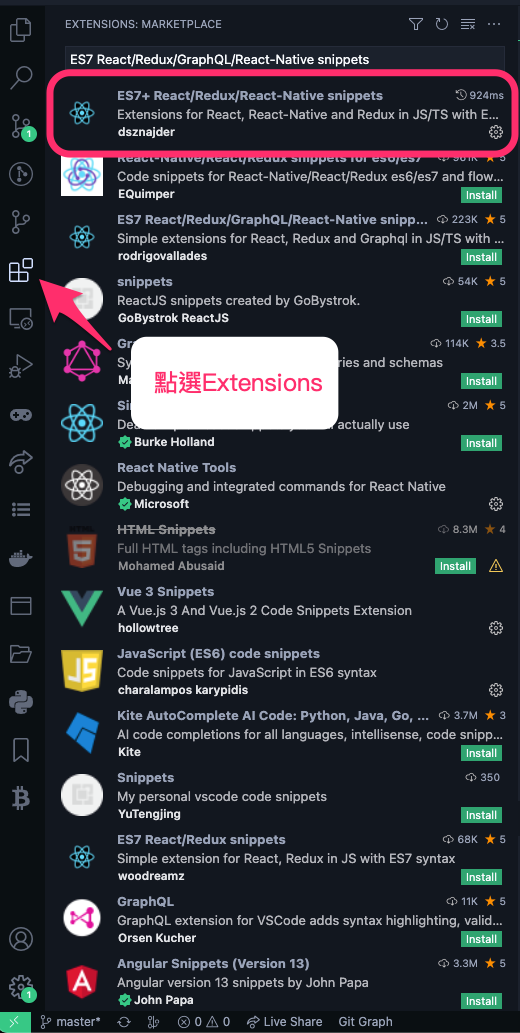 EXTENSIONS: MARKETPLACE
ES7 React/Redux/GraphQL/React-Native snippets
ES7+ React/Redux/React-Native snippets 924ms
Extensions for React, React-Native and Redux in JS/TS with E...
dsznajder
1
React-Native/React/Redux snippets for es6/es7 961K 5
Code snippets for React-Native/React/Redux es6/es7 and flow...
EQuimper Install
ES7 React/Redux/GraphQL/React-Native snipp... 223K 5
Simple extensions for React, Redux and Graphql in JS/TS with ...
rodrigovallades Install
snippets 54K 5
ReactJS snippets created by GoBystrok.
GoBystrok ReactJS Install
Gr 114K 3.5
Sy ries and schemas
Ma Install
點選Extensions
Si 2M 5
De actually use
Burke Holland Install
React Native Tools
Debugging and integrated commands for React Native
Microsoft
HTML Snippets 8.3M 4
Full HTML tags including HTML5 Snippets
Mohamed Abusaid Install
Vue 3 Snippets
A Vue.js 3 And Vue.js 2 Code Snippets Extension
hollowtree
JS
JavaScript (ES6) code snippets
Code snippets for JavaScript in ES6 syntax
charalampos karypidis
Kite AutoComplete AI Code: Python, Java, Go, ... 3.7M 3
AI code completions for all languages, intellisense, code snipp...
Kite Install
Snippets 350
My personal vscode code snippets
YuTengjing Install
ES7 React/Redux snippets 68K 5
Simple extension for React, Redux in JS with ES7 syntax
woodreamz Install
GraphQL 11K 5
GraphQL extension for VSCode adds syntax highlighting, valid...
Orsen Kucher Install
Angular Snippets (Version 13) 3.3M 5
Angular version 13 snippets by John Papa
John Papa Install
1
master* 0 0 Live Share Git Graph